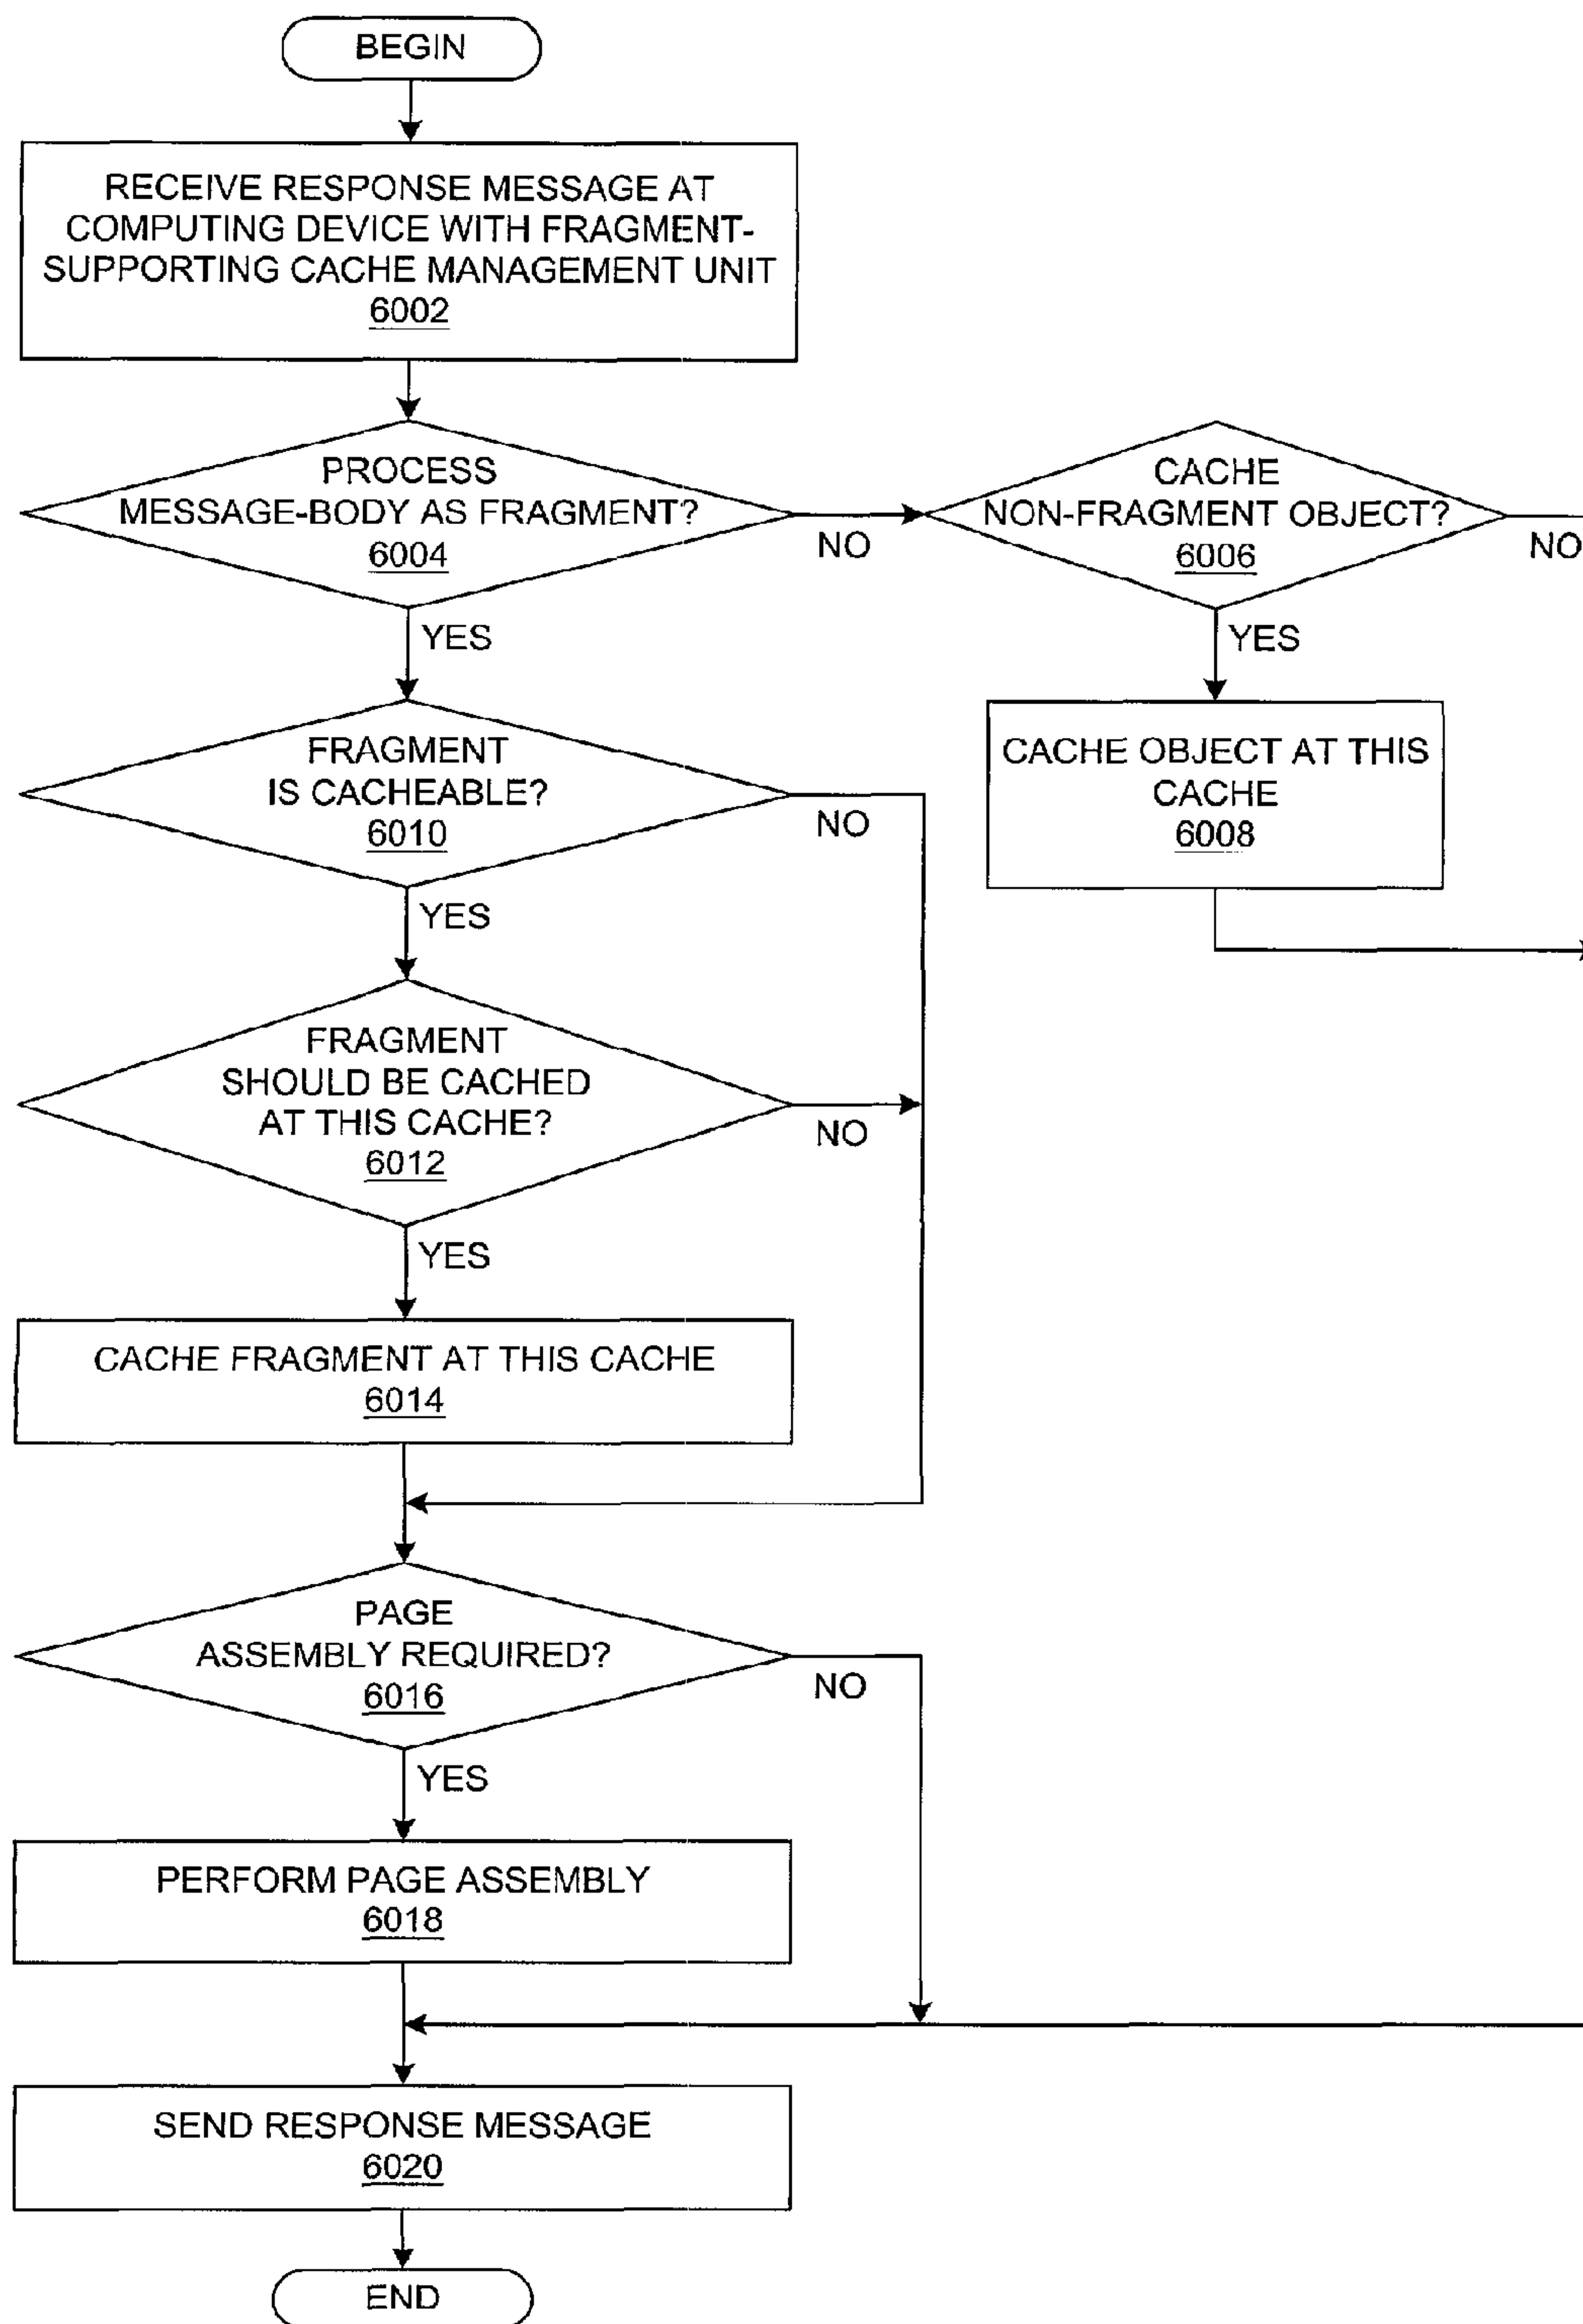 BEGIN
RECEIVE RESPONSE MESSAGE AT
COMPUTING DEVICE WITH FRAGMENT-
SUPPORTING CACHE MANAGEMENT UNIT
6002
PROCESS
MESSAGE-BODY AS FRAGMENT?
6004
NO
YES
CACHE
NON-FRAGMENT OBJECT?
6006
NO
YES
CACHE OBJECT AT THIS
CACHE
6008
FRAGMENT
IS CACHEABLE?
6010
NO
YES
FRAGMENT
SHOULD BE CACHED
AT THIS CACHE?
6012
NO
YES
CACHE FRAGMENT AT THIS CACHE
6014
PAGE
ASSEMBLY REQUIRED?
6016
NO
YES
PERFORM PAGE ASSEMBLY
6018
SEND RESPONSE MESSAGE
6020
END